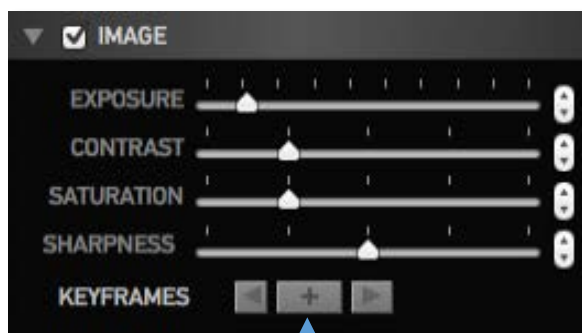 IMAGE
EXPOSURE
CONTRAST
SATURATION
SHARPNESS
KEYFRAMES +